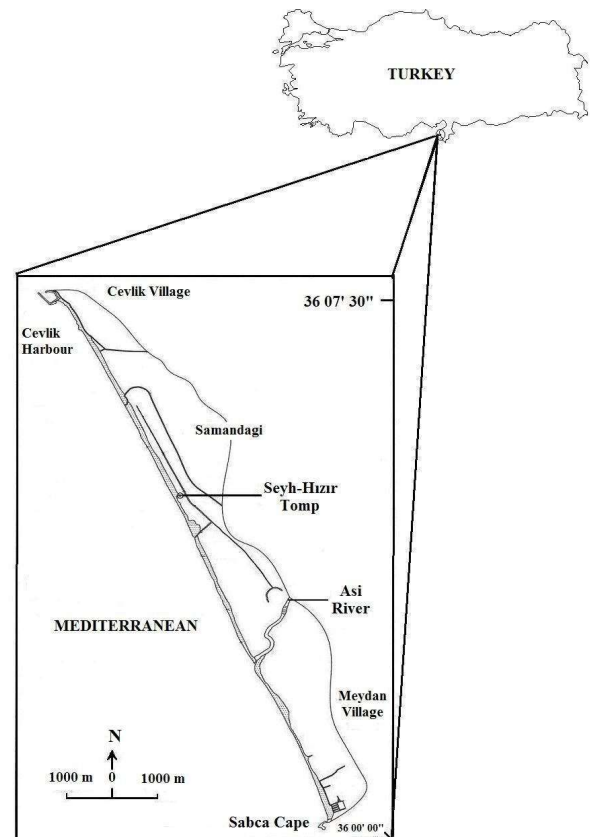 TURKEY
Cevlik Village
36 07' 30"
Cevlik
Harbour
Samandagi
Seyh-Hızır
Tomp
Asi
River
MEDITERRANEAN
Meydan
Village
N
1000 m 0 1000 m
Sabca Cape
36 00' 00"